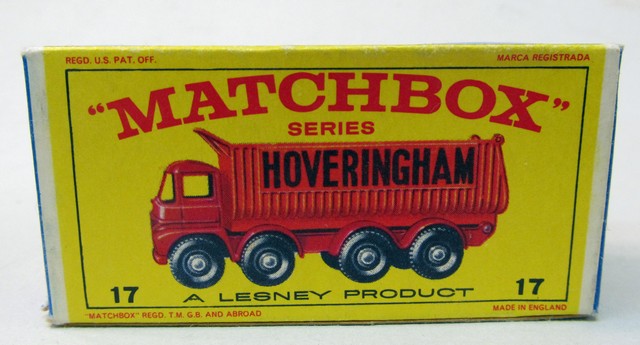 REGD. U.S. PAT. OFF. MARCA REGISTRADA
"MATCHBOX"
SERIES
HOVERINGHAM
17 A LESNEY PRODUCT 17
"MATCHBOX" REGD. T.M. G.B. AND ABROAD MADE IN ENGLAND